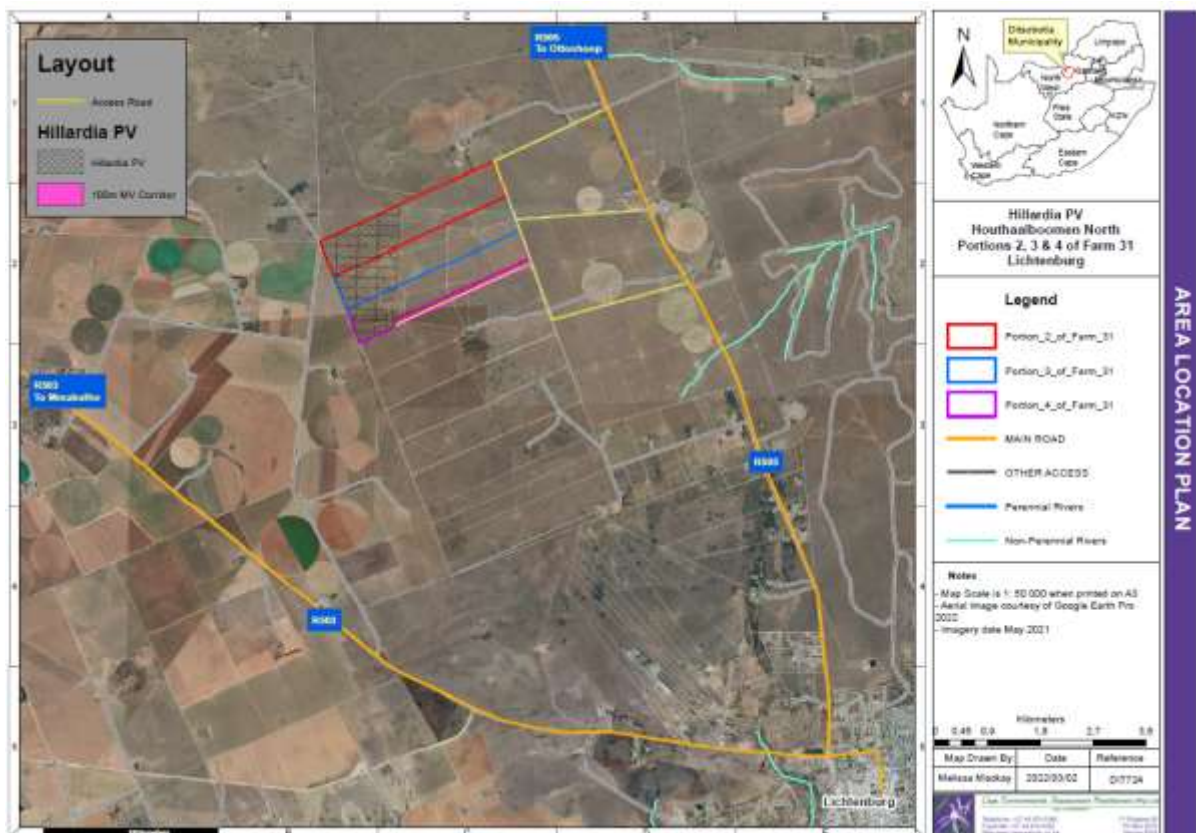 A
B
C
D
E
Layout
Access Road
Hillardia PV
Hillardia PV
100m MV Corridor
R505
To Ottoshoop
R503
To Mmabatho
R505
R503
Lichtenburg
1
2
3
4
5
N
Ditsobotla
Municipality
Limpopo
North
West
Free
State
KZN
Northern
Cape
Eastern
Cape
Western
Cape
Hillardia PV
Houthaalboomen North
Portions 2, 3 & 4 of Farm 31
Lichtenburg
Legend
Portion_2_of_Farm_31
Portion_3_of_Farm_31
Portion_4_of_Farm_31
MAIN ROAD
OTHER ACCESS
Perennial Rivers
Non-Perennial Rivers
Notes
- Map Scale is 1: 50 000 when printed on A3
- Aerial image courtesy of Google Earth Pro
2022
- Imagery date May 2021
Kilometers
0 0.45 0.9 1.8 2.7 3.6
Map Drawn By Date Reference
Melissa Mackay 2022/03/02
AREA LOCATION PLAN